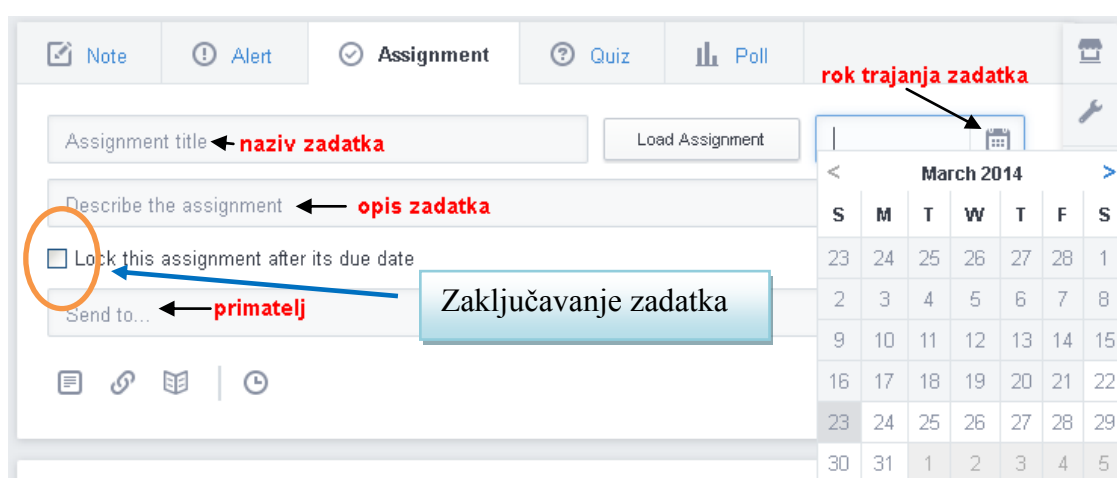 Note Alert Assignment Quiz Poll
rok trajanja zadatka
Assignment title naziv zadatka Load Assignment
< March 2014 >
Describe the assignment opis zadatka
S M T W T F S
Lock this assignment after its due date
23 24 25 26 27 28 1
Zaključavanje zadatka
Send to... primatelj
2 3 4 5 6 7 8
9 10 11 12 13 14 15
16 17 18 19 20 21 22
23 24 25 26 27 28 29
30 31 1 2 3 4 5